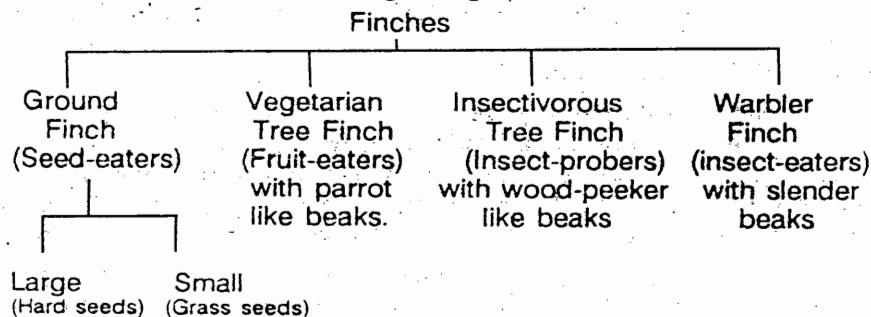 Finches
Ground
Finch
(Seed-eaters)
Vegetarian
Tree Finch
(Fruit-eaters)
with parrot
like beaks.
Insectivorous
Tree Finch
(Insect-probers)
with wood-peeker
like beaks
Warbler
Finch
(insect-eaters)
with slender
beaks
Large
(Hard seeds)
Small
(Grass seeds)